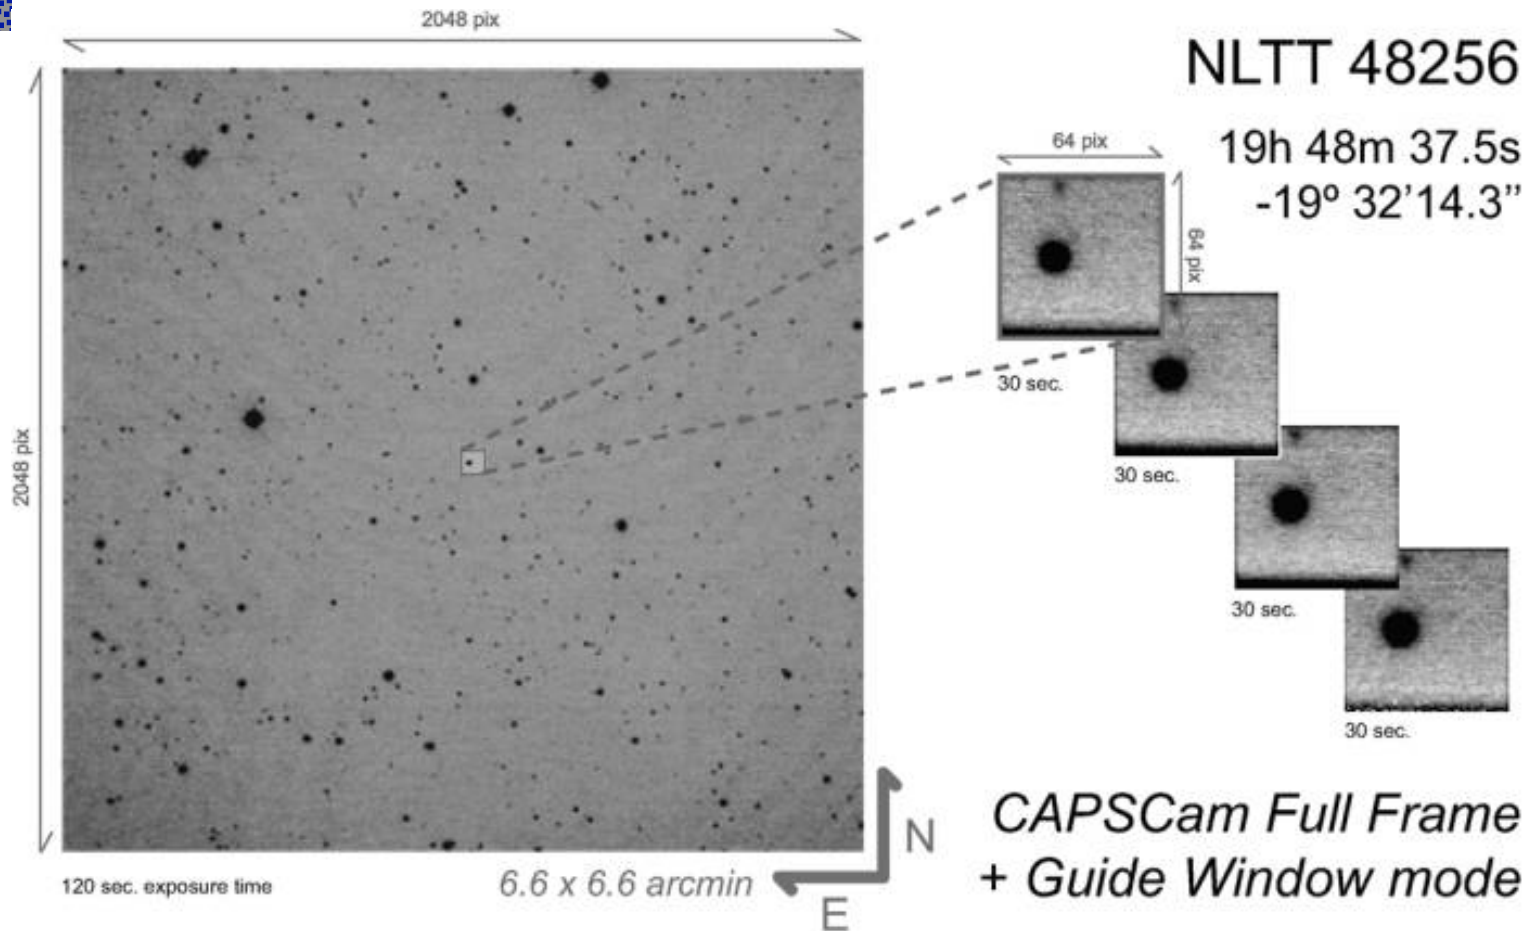 2048 pix
2048 pix
NLTT 48256
19h 48m 37.5s
-19º 32’14.3”
64 pix
64 pix
30 sec.
30 sec.
30 sec.
30 sec.
N
E
120 sec. exposure time
6.6 x 6.6 arcmin
CAPSCam Full Frame
+ Guide Window mode